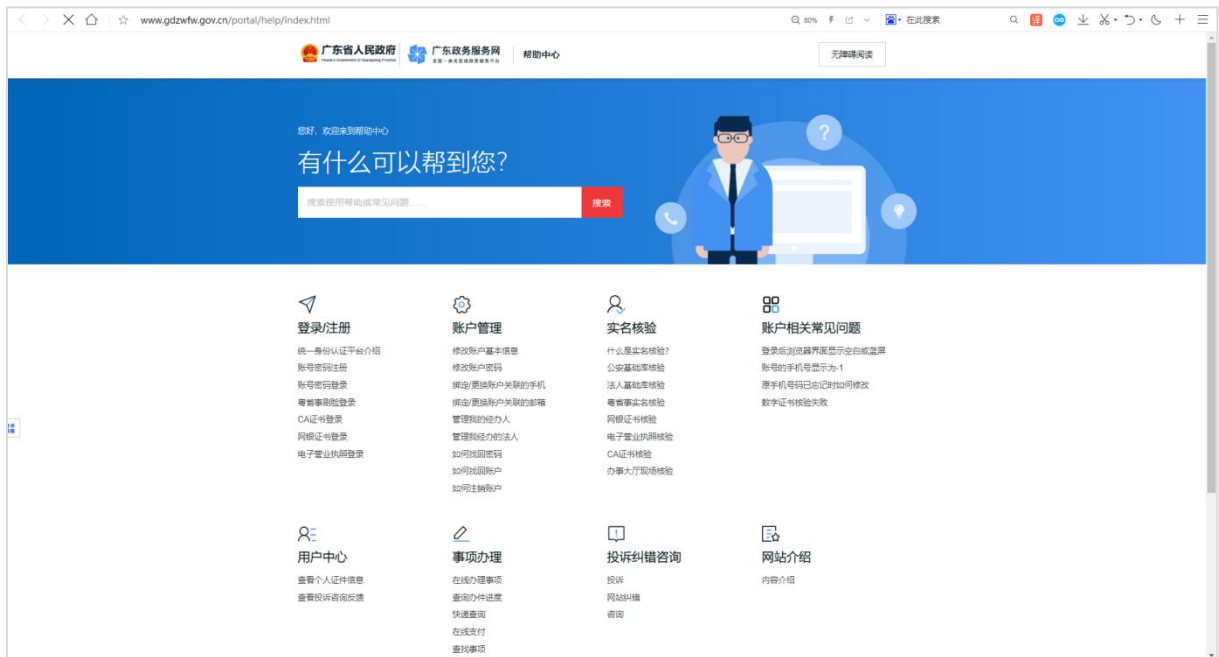 www.gdzwfw.gov.cn/portal/help/index.html
80%
在此搜索
译
广东省人民政府
People's Government of Guangdong Province
广东政务服务网
全国一体化在线政务服务平台
帮助中心
无障碍阅读
您好，欢迎来到帮助中心
有什么可以帮到您?
搜索使用帮助或常见问题......
搜索
登录/注册
统一身份认证平台介绍
账号密码注册
账号密码登录
粤省事刷脸登录
CA证书登录
网银证书登录
电子营业执照登录
账户管理
修改账户基本信息
修改账户密码
绑定/更换账户关联的手机
绑定/更换账户关联的邮箱
管理我的经办人
管理我经办的法人
如何找回密码
如何找回账户
如何注销账户
实名核验
什么是实名核验?
公安基础库核验
法人基础库核验
粤省事实名核验
网银证书核验
电子营业执照核验
CA证书核验
办事大厅现场核验
账户相关常见问题
登录后浏览器界面显示空白或蓝屏
账号的手机号显示为-1
原手机号码已忘记时如何修改
数字证书核验失败
用户中心
查看个人证件信息
查看投诉咨询反馈
事项办理
在线办理事项
查询办件进度
快递查询
在线支付
查找事项
投诉纠错咨询
投诉
网站纠错
咨询
网站介绍
内容介绍